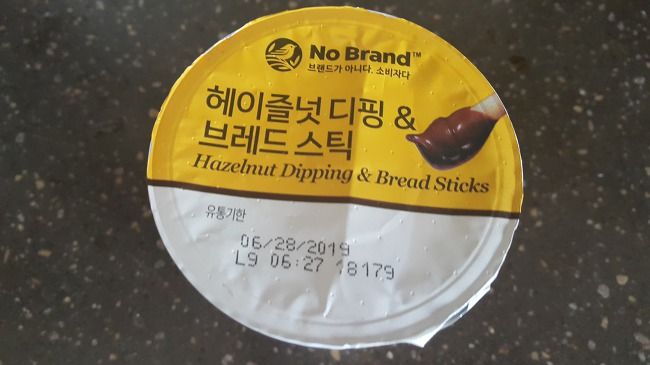 No Brand™
브랜드가 아니다. 소비자다
헤이즐넛 디핑 &
브레드 스틱
Hazelnut Dipping & Bread Sticks
유통기한
06/28/2019
L9 06:27 18179